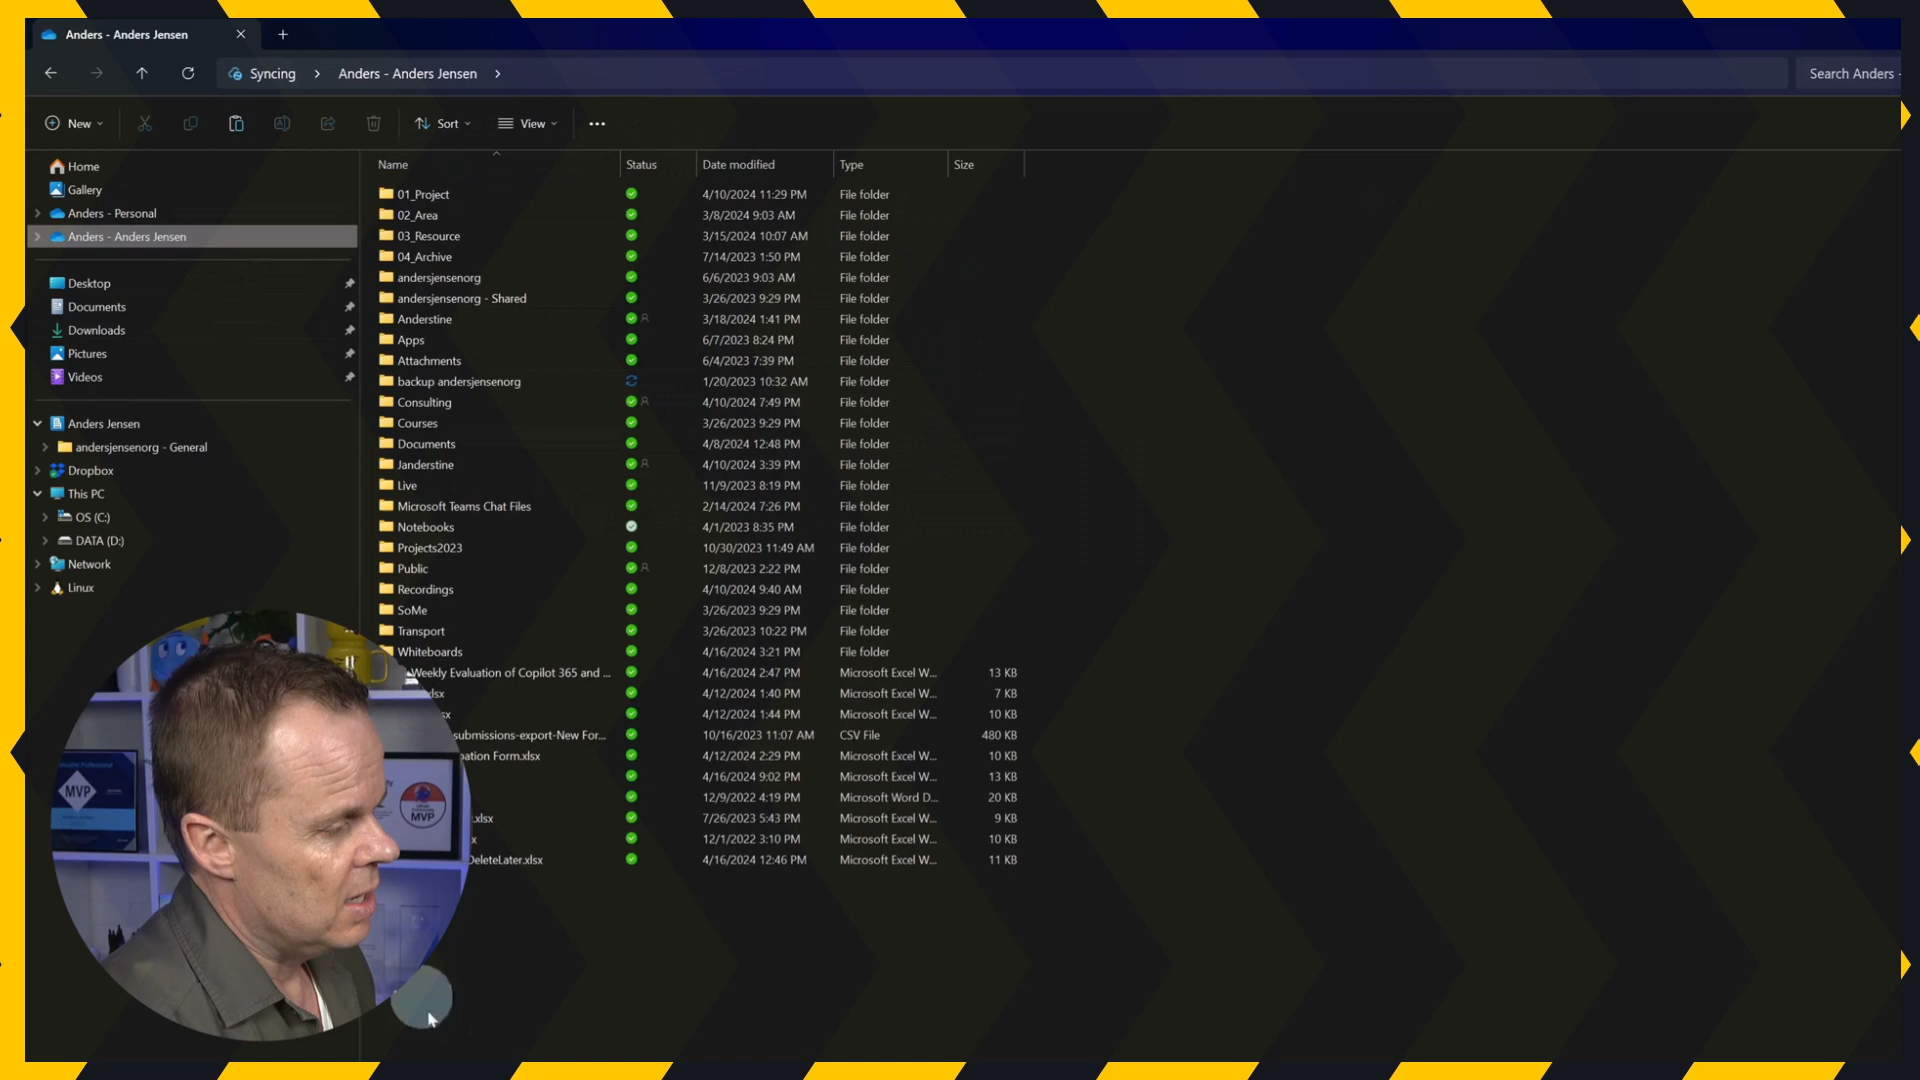 Anders - Anders Jensen
Syncing > Anders - Anders Jensen >
Search Anders -
New
Sort
View
Home
Gallery
Anders - Personal
Anders - Anders Jensen
Desktop
Documents
Downloads
Pictures
Videos
Anders Jensen
andersjensenorg - General
Dropbox
This PC
OS (C:)
DATA (D:)
Network
Linux
Name Status Date modified Type Size
01_Project 4/10/2024 11:29 PM File folder
02_Area 3/8/2024 9:03 AM File folder
03_Resource 3/15/2024 10:07 AM File folder
04_Archive 7/14/2023 1:50 PM File folder
andersjensenorg 6/6/2023 9:03 AM File folder
andersjensenorg - Shared 3/26/2023 9:29 PM File folder
Anderstine 3/18/2024 1:41 PM File folder
Apps 6/7/2023 8:24 PM File folder
Attachments 6/4/2023 7:39 PM File folder
backup andersjensenorg 1/20/2023 10:32 AM File folder
Consulting 4/10/2024 7:49 PM File folder
Courses 3/26/2023 9:29 PM File folder
Documents 4/8/2024 12:48 PM File folder
Janderstine 4/10/2024 3:39 PM File folder
Live 11/9/2023 8:19 PM File folder
Microsoft Teams Chat Files 2/14/2024 7:26 PM File folder
Notebooks 4/1/2023 8:35 PM File folder
Projects2023 10/30/2023 11:49 AM File folder
Public 12/8/2023 2:22 PM File folder
Recordings 4/10/2024 9:40 AM File folder
SoMe 3/26/2023 9:29 PM File folder
Transport 3/26/2023 10:22 PM File folder
Whiteboards 4/16/2024 3:21 PM File folder
Weekly Evaluation of Copilot 365 and ... 4/16/2024 2:47 PM Microsoft Excel W... 13 KB
.xlsx 4/12/2024 1:40 PM Microsoft Excel W... 7 KB
sx 4/12/2024 1:44 PM Microsoft Excel W... 10 KB
submissions-export-New For... 10/16/2023 11:07 AM CSV File 480 KB
pation Form.xlsx 4/12/2024 2:29 PM Microsoft Excel W... 10 KB
4/16/2024 9:02 PM Microsoft Excel W... 13 KB
12/9/2022 4:19 PM Microsoft Word D... 20 KB
.xlsx 7/26/2023 5:43 PM Microsoft Excel W... 9 KB
x 12/1/2022 3:10 PM Microsoft Excel W... 10 KB
DeleteLater.xlsx 4/16/2024 12:46 PM Microsoft Excel W... 11 KB
MVP
MVP